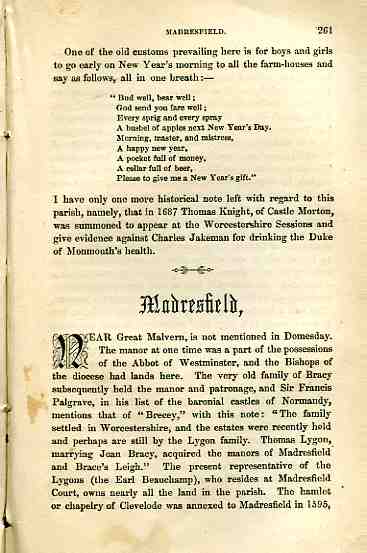 MADRESFIELD. 261
One of the old customs prevailing here is for boys and girls
to go early on New Year's morning to all the farm-houses and
say as follows, all in one breath:—
"Bud well, bear well;
God send you fare well;
Every sprig and every spray
A bushel of apples next New Year's Day.
Morning, master, and mistress,
A happy new year,
A pocket full of money,
A cellar full of beer,
Please to give me a New Year's gift."
I have only one more historical note left with regard to this
parish, namely, that in 1687 Thomas Knight, of Castle Morton,
was summoned to appear at the Worcestershire Sessions and
give evidence against Charles Jakeman for drinking the Duke
of Monmouth's health.
Madresfield,
NEAR Great Malvern, is not mentioned in Domesday.
The manor at one time was a part of the possessions
of the Abbot of Westminster, and the Bishops of
the diocese had lands here. The very old family of Bracy
subsequently held the manor and patronage, and Sir Francis
Palgrave, in his list of the baronial castles of Normandy,
mentions that of "Brecey," with this note: "The family
settled in Worcestershire, and the estates were recently held
and perhaps are still by the Lygon family. Thomas Lygon,
marrying Joan Bracy, acquired the manors of Madresfield
and Brace's Leigh." The present representative of the
Lygons (the Earl Beauchamp), who resides at Madresfield
Court, owns nearly all the land in the parish. The hamlet
or chapelry of Clevelode was annexed to Madresfield in 1595,